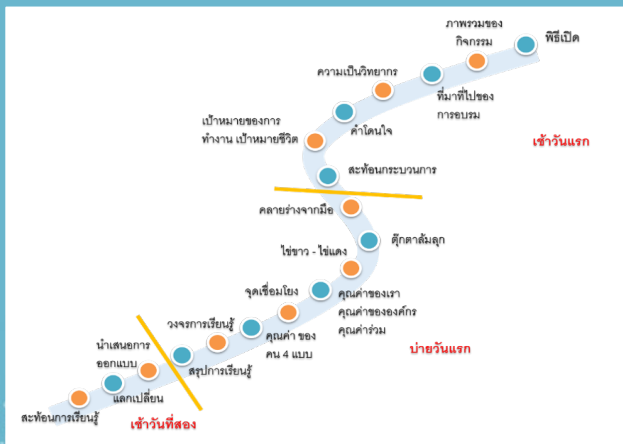 ภาพรวมของ
กิจกรรม
พิธีเปิด
ความเป็นวิทยากร
ที่มาที่ไปของ
การอบรม
เป้าหมายของการ
ทำงาน เป้าหมายชีวิต
คำโดนใจ
เช้าวันแรก
สะท้อนกระบวนการ
คลายร่างจากมือ
ตุ๊กตาล้มลุก
ไข่ขาว - ไข่แดง
จุดเชื่อมโยง
คุณค่าของเรา
คุณค่าขององค์กร
คุณค่าร่วม
วงจรการเรียนรู้
คุณค่า ของ
คน 4 แบบ
บ่ายวันแรก
นำเสนอการ
ออกแบบ
สรุปการเรียนรู้
แลกเปลี่ยน
สะท้อนการเรียนรู้
เช้าวันที่สอง